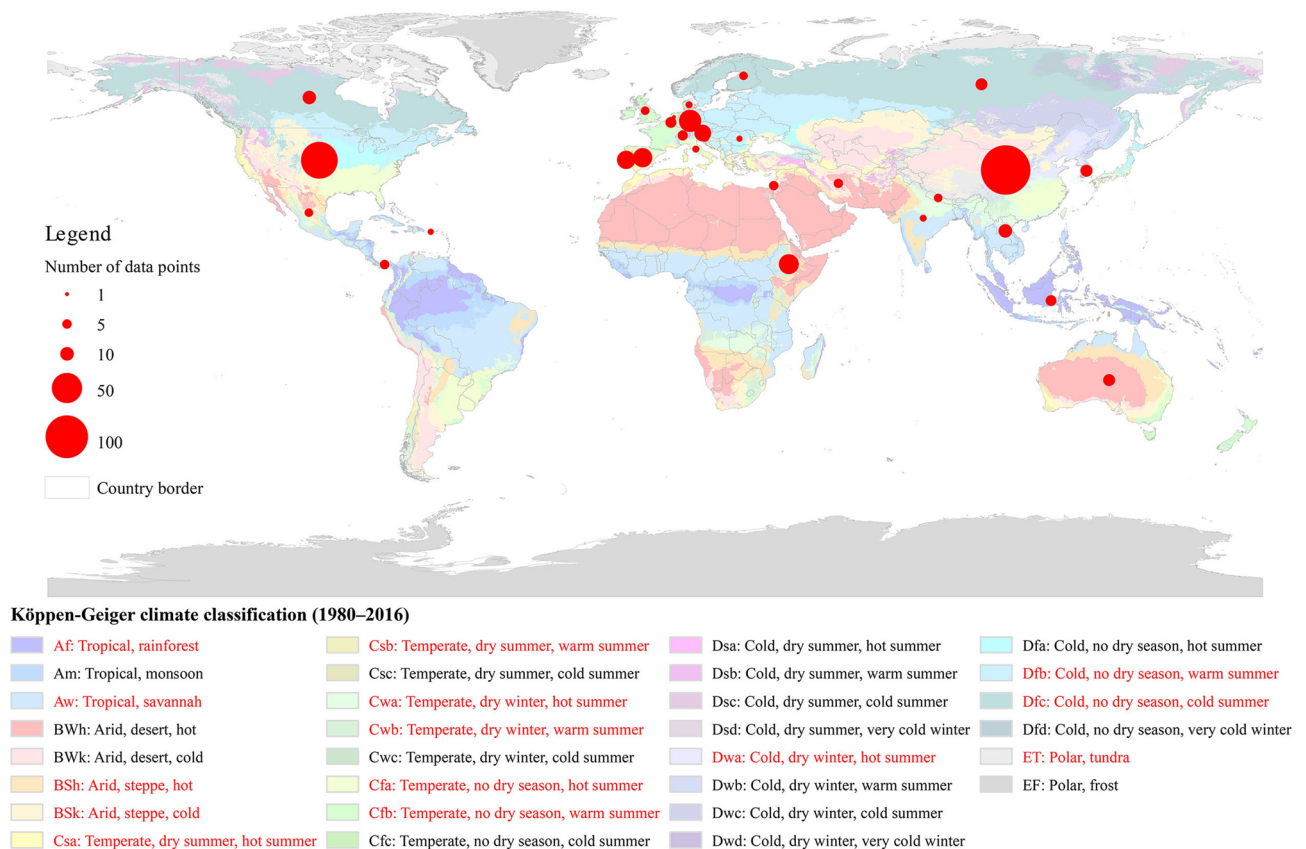 Legend
Number of data points
1
5
10
50
100
Country border
Köppen-Geiger climate classification (1980–2016)
Af: Tropical, rainforest
Am: Tropical, monsoon
Aw: Tropical, savannah
BWh: Arid, desert, hot
BWk: Arid, desert, cold
BSh: Arid, steppe, hot
BSk: Arid, steppe, cold
Csa: Temperate, dry summer, hot summer
Csb: Temperate, dry summer, warm summer
Csc: Temperate, dry summer, cold summer
Cwa: Temperate, dry winter, hot summer
Cwb: Temperate, dry winter, warm summer
Cwc: Temperate, dry winter, cold summer
Cfa: Temperate, no dry season, hot summer
Cfb: Temperate, no dry season, warm summer
Cfc: Temperate, no dry season, cold summer
Dsa: Cold, dry summer, hot summer
Dsb: Cold, dry summer, warm summer
Dsc: Cold, dry summer, cold summer
Dsd: Cold, dry summer, very cold winter
Dwa: Cold, dry winter, hot summer
Dwb: Cold, dry winter, warm summer
Dwc: Cold, dry winter, cold summer
Dwd: Cold, dry winter, very cold winter
Dfa: Cold, no dry season, hot summer
Dfb: Cold, no dry season, warm summer
Dfc: Cold, no dry season, cold summer
Dfd: Cold, no dry season, very cold winter
ET: Polar, tundra
EF: Polar, frost